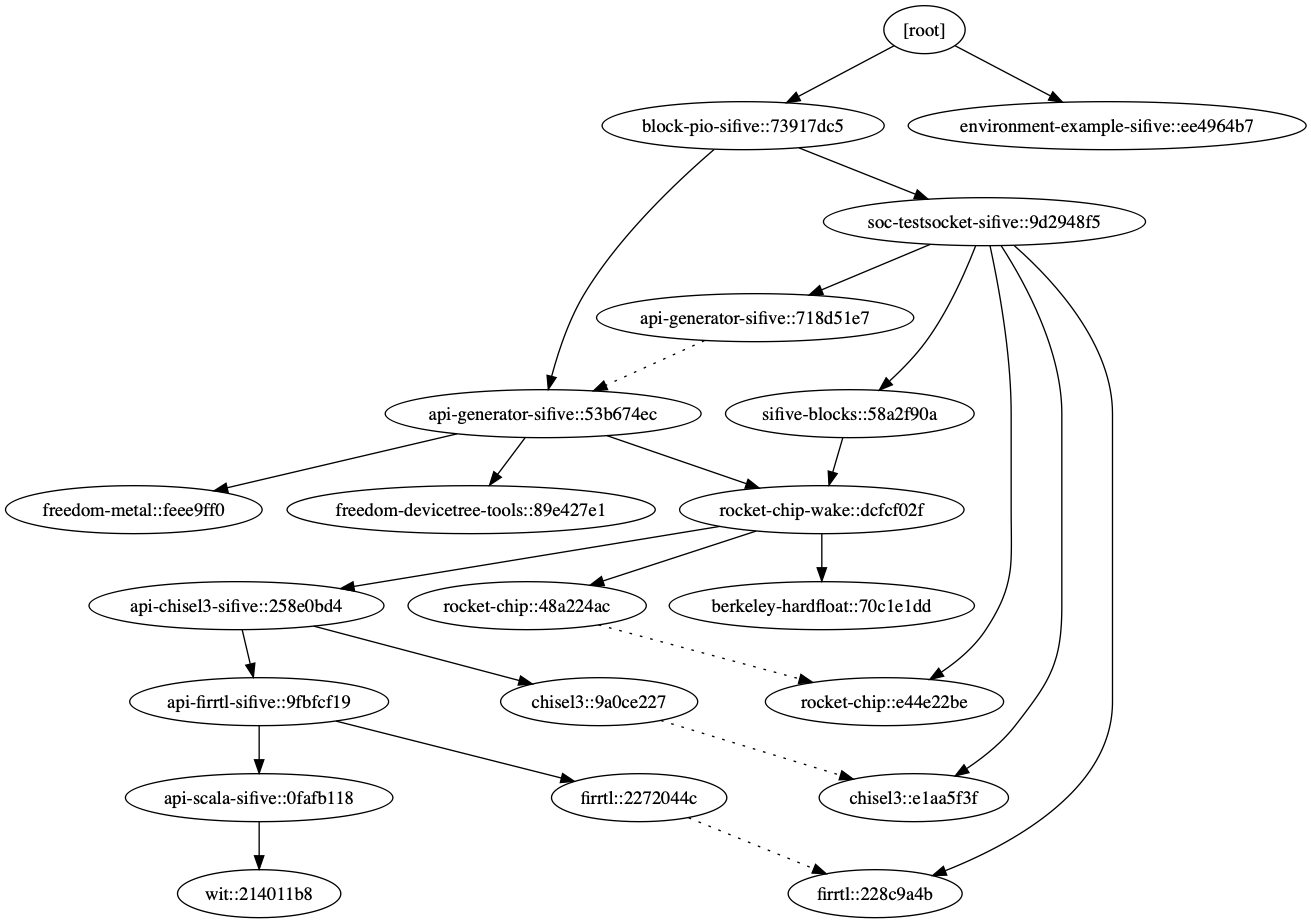 [root]
block-pio-sifive::73917dc5
environment-example-sifive::ee4964b7
soc-testsocket-sifive::9d2948f5
api-generator-sifive::718d51e7
api-generator-sifive::53b674ec
sifive-blocks::58a2f90a
freedom-metal::feee9ff0
freedom-devicetree-tools::89e427e1
rocket-chip-wake::dcfcf02f
api-chisel3-sifive::258e0bd4
rocket-chip::48a224ac
berkeley-hardfloat::70c1e1dd
api-firrtl-sifive::9fbfcf19
chisel3::9a0ce227
rocket-chip::e44e22be
api-scala-sifive::0fafb118
firrtl::2272044c
chisel3::e1aa5f3f
wit::214011b8
firrtl::228c9a4b